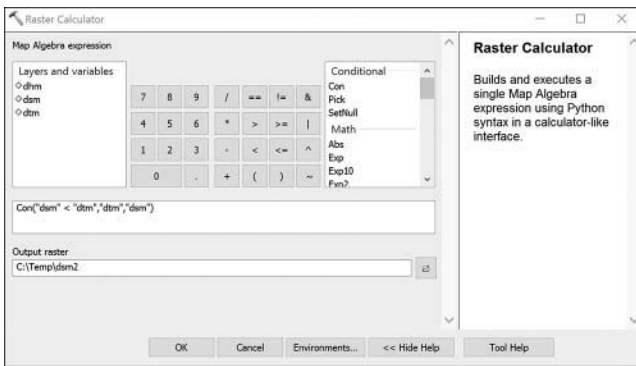 Raster Calculator
Map Algebra expression
Layers and variables
dhm
dsm
dtm
7 8 9 / == != &
4 5 6 * > >= |
1 2 3 - < <= ^
0 . + ( ) ~
Conditional
Con
Pick
SetNull
Math
Abs
Exp
Exp10
Exp2
Con("dsm" < "dtm","dtm","dsm")
Output raster
C:\Temp\dsm2
OK
Cancel
Environments...
<< Hide Help
Tool Help
Raster Calculator
Builds and executes a
single Map Algebra
expression using Python
syntax in a calculator-like
interface.